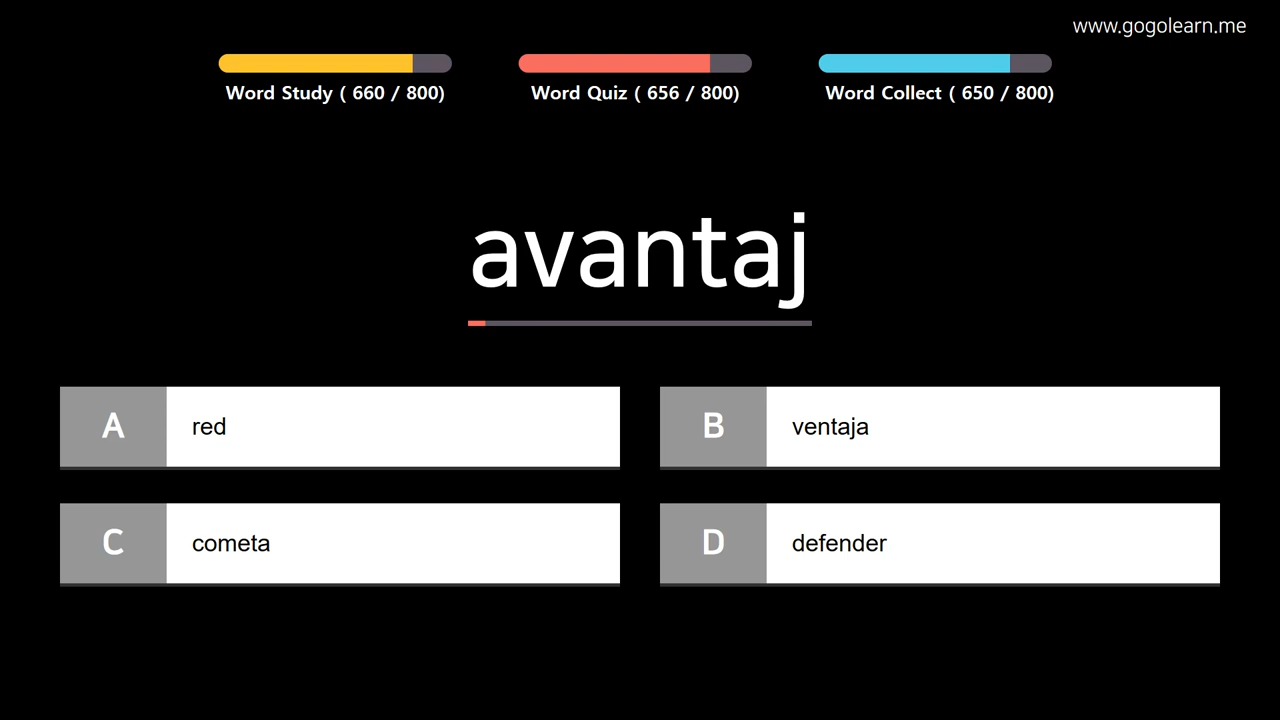 www.gogolearn.me
Word Study ( 660 / 800)
Word Quiz ( 656 / 800)
Word Collect ( 650 / 800)
avantaj
A red
B ventaja
C cometa
D defender